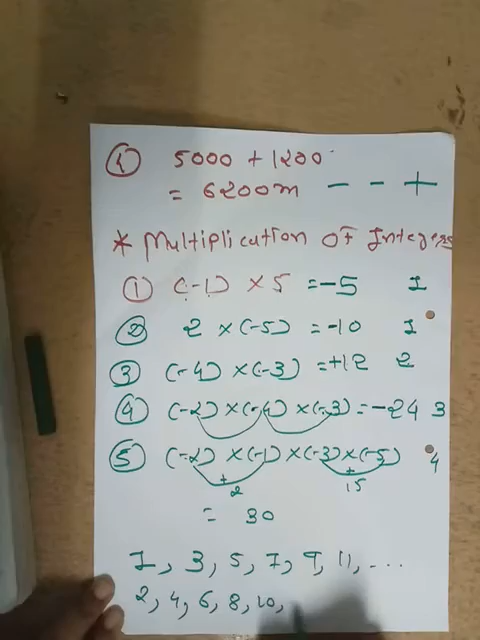 ④ 5000 + 1200
= 6200m - - +
* Multiplication OF Integers
① (-1) × 5 = -5 1
② 2 × (-5) = -10 1
③ (-4) × (-3) = +12 2
④ (-2) × (-4) × (-3) = -24 3
⑤ (-2) × (-1) × (-3) × (-5) 4
+2 +15
= 30
1, 3, 5, 7, 9, 11, ...
2, 4, 6, 8, 10,